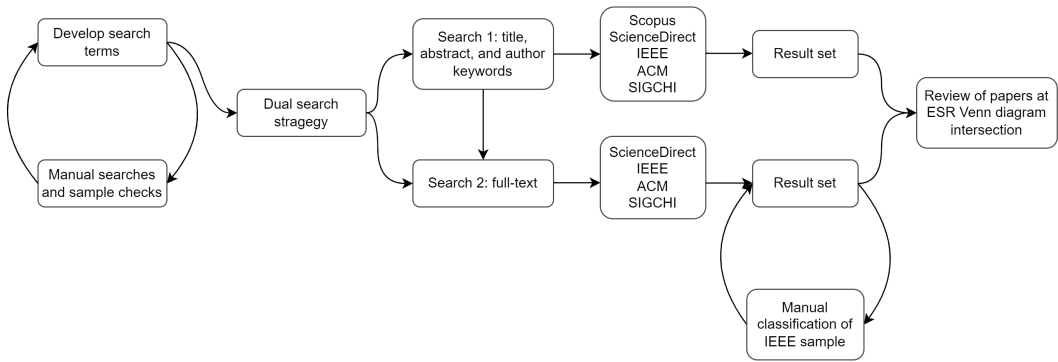 Develop search
terms
Manual searches
and sample checks
Dual search
stragegy
Search 1: title,
abstract, and author
keywords
Search 2: full-text
Scopus
ScienceDirect
IEEE
ACM
SIGCHI
ScienceDirect
IEEE
ACM
SIGCHI
Result set
Result set
Manual
classification of
IEEE sample
Review of papers at
ESR Venn diagram
intersection